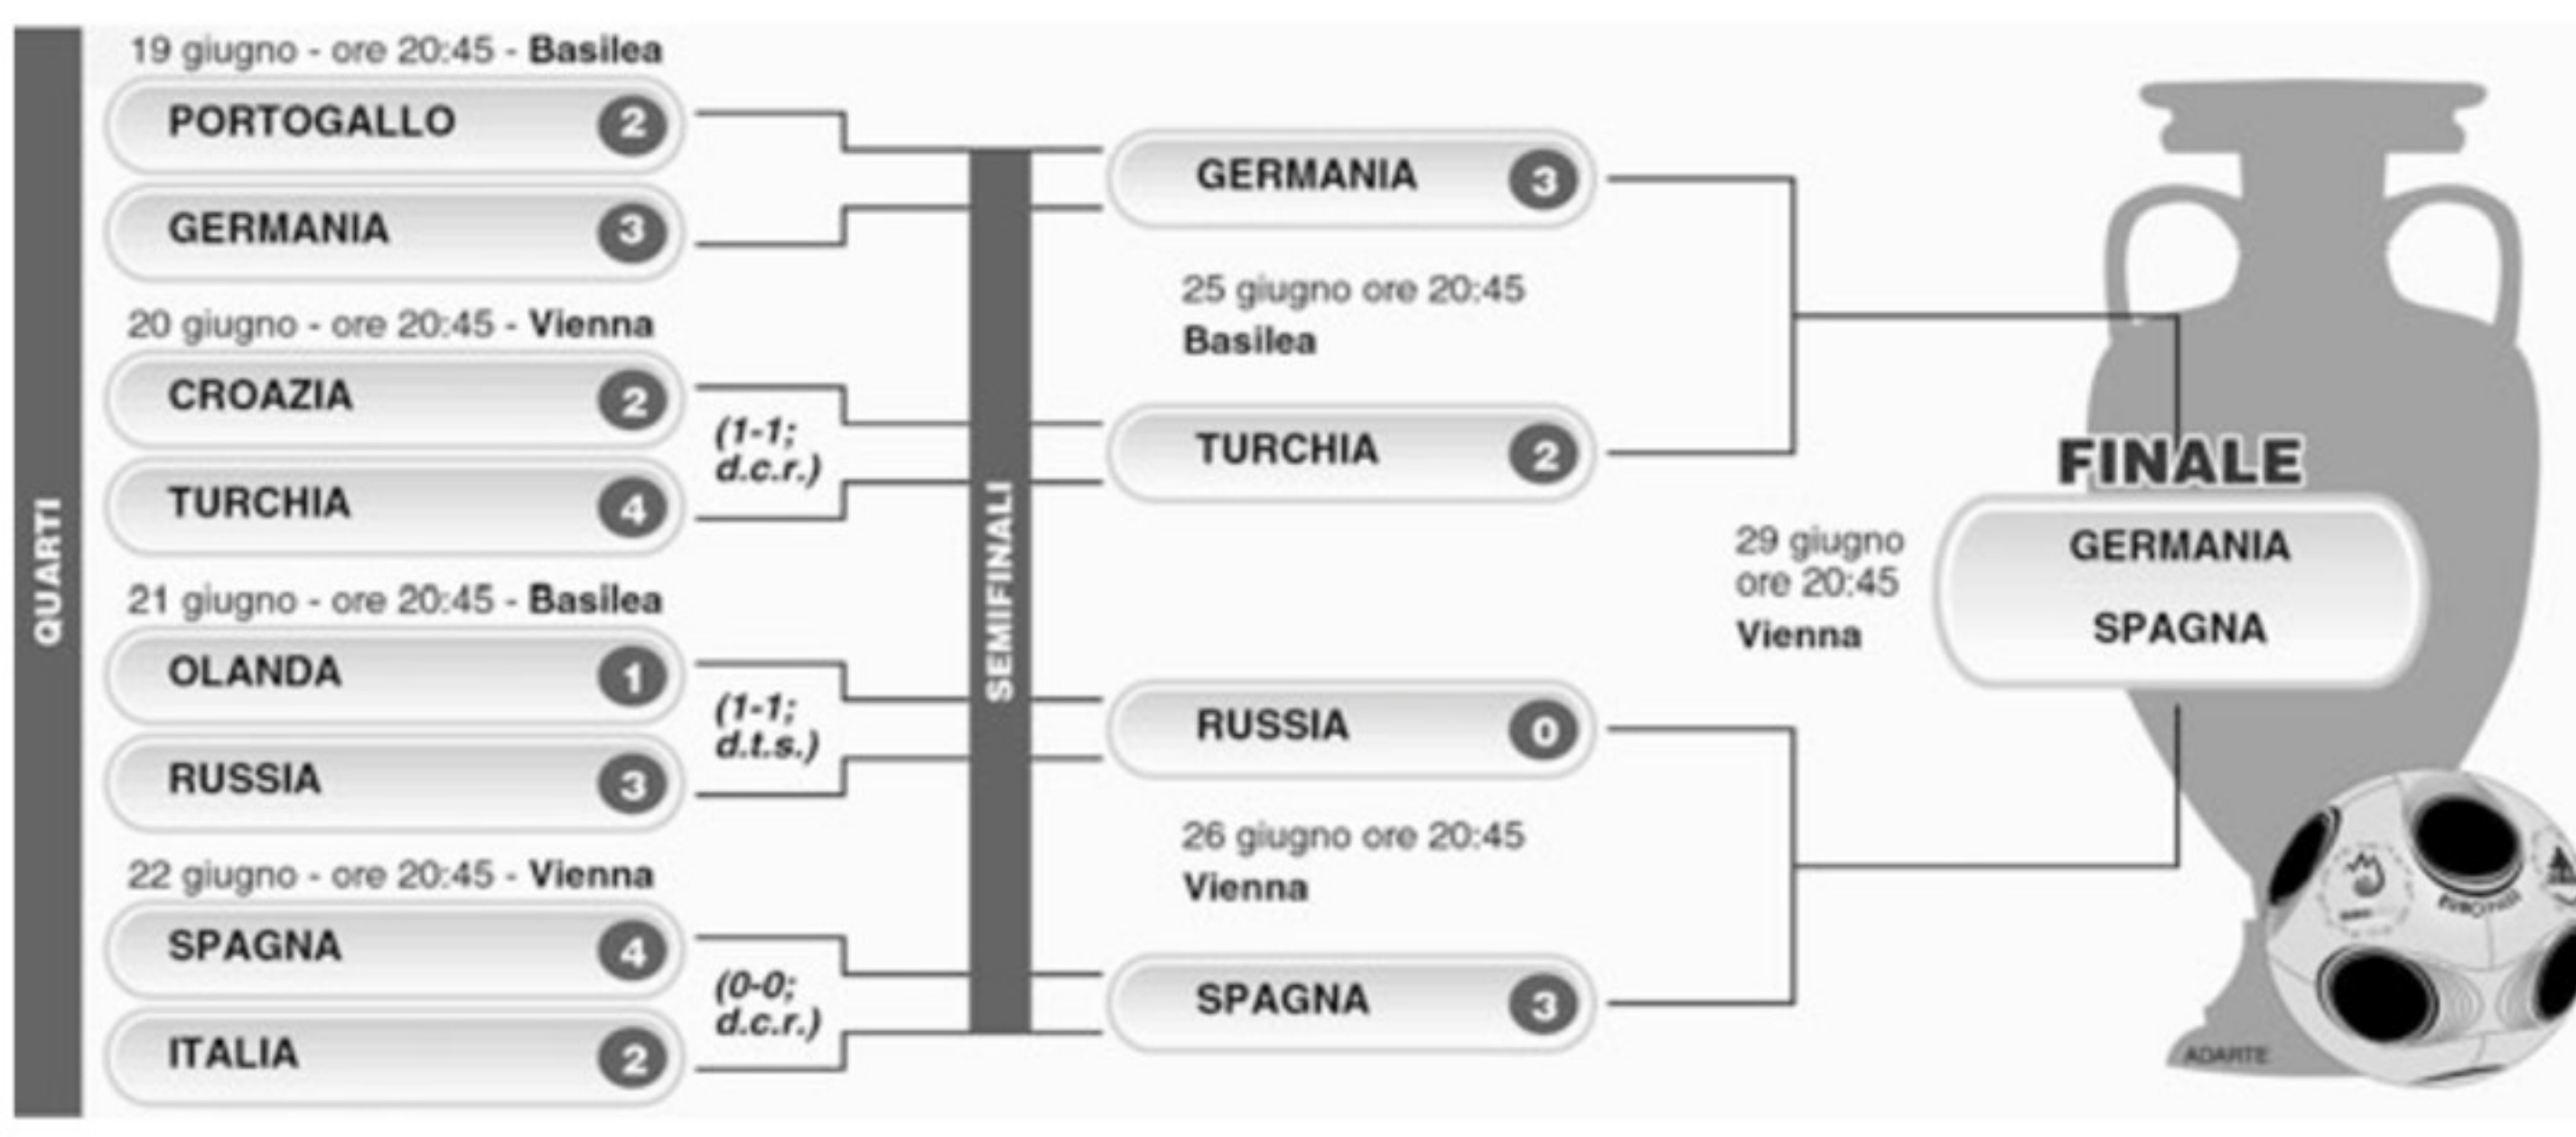 QUARTI
19 giugno - ore 20:45 - Basilea
PORTOGALLO 2
GERMANIA 3
20 giugno - ore 20:45 - Vienna
CROAZIA 2
TURCHIA 4
(1-1;
d.c.r.)
21 giugno - ore 20:45 - Basilea
OLANDA 1
RUSSIA 3
(1-1;
d.t.s.)
22 giugno - ore 20:45 - Vienna
SPAGNA 4
ITALIA 2
(0-0;
d.c.r.)
SEMIFINALI
GERMANIA 3
25 giugno ore 20:45
Basilea
TURCHIA 2
RUSSIA 0
26 giugno ore 20:45
Vienna
SPAGNA 3
FINALE
29 giugno
ore 20:45
Vienna
GERMANIA
SPAGNA
ADARTE